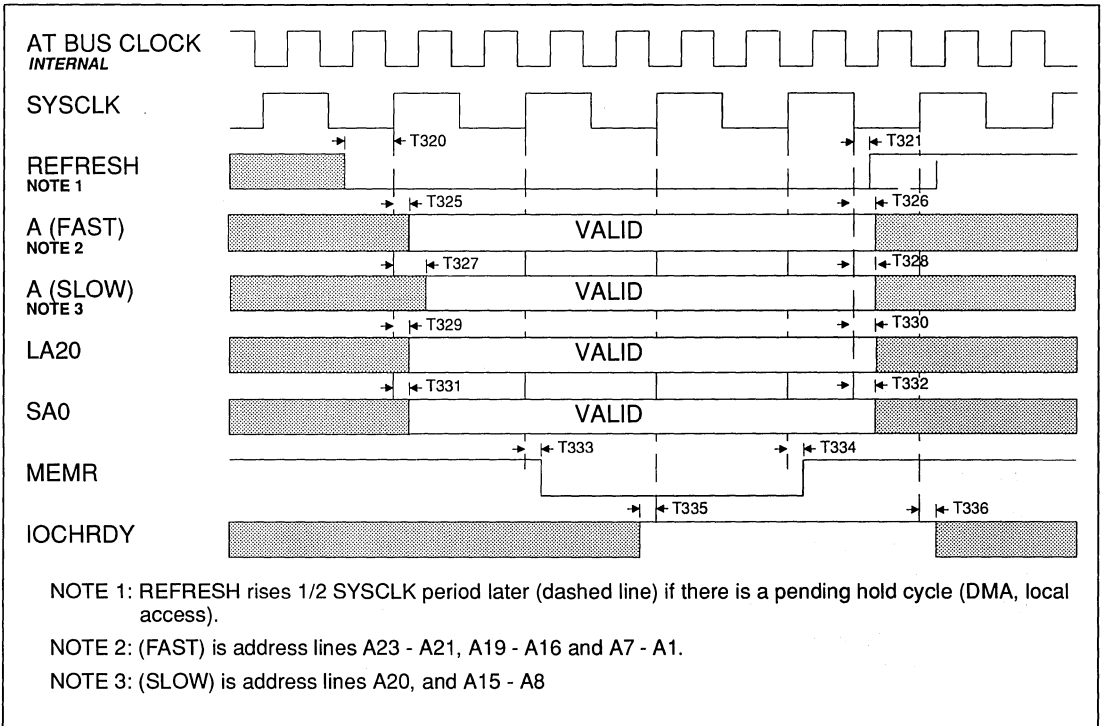 AT BUS CLOCK
INTERNAL
SYSCLK
T320
T321
REFRESH
NOTE 1
T325
T326
A (FAST)
NOTE 2
VALID
T327
T328
A (SLOW)
NOTE 3
VALID
T329
T330
LA20
VALID
T331
T332
SA0
VALID
T333
T334
MEMR
T335
T336
IOCHRDY
NOTE 1: REFRESH rises 1/2 SYSCLK period later (dashed line) if there is a pending hold cycle (DMA, local
access).
NOTE 2: (FAST) is address lines A23 - A21, A19 - A16 and A7 - A1.
NOTE 3: (SLOW) is address lines A20, and A15 - A8